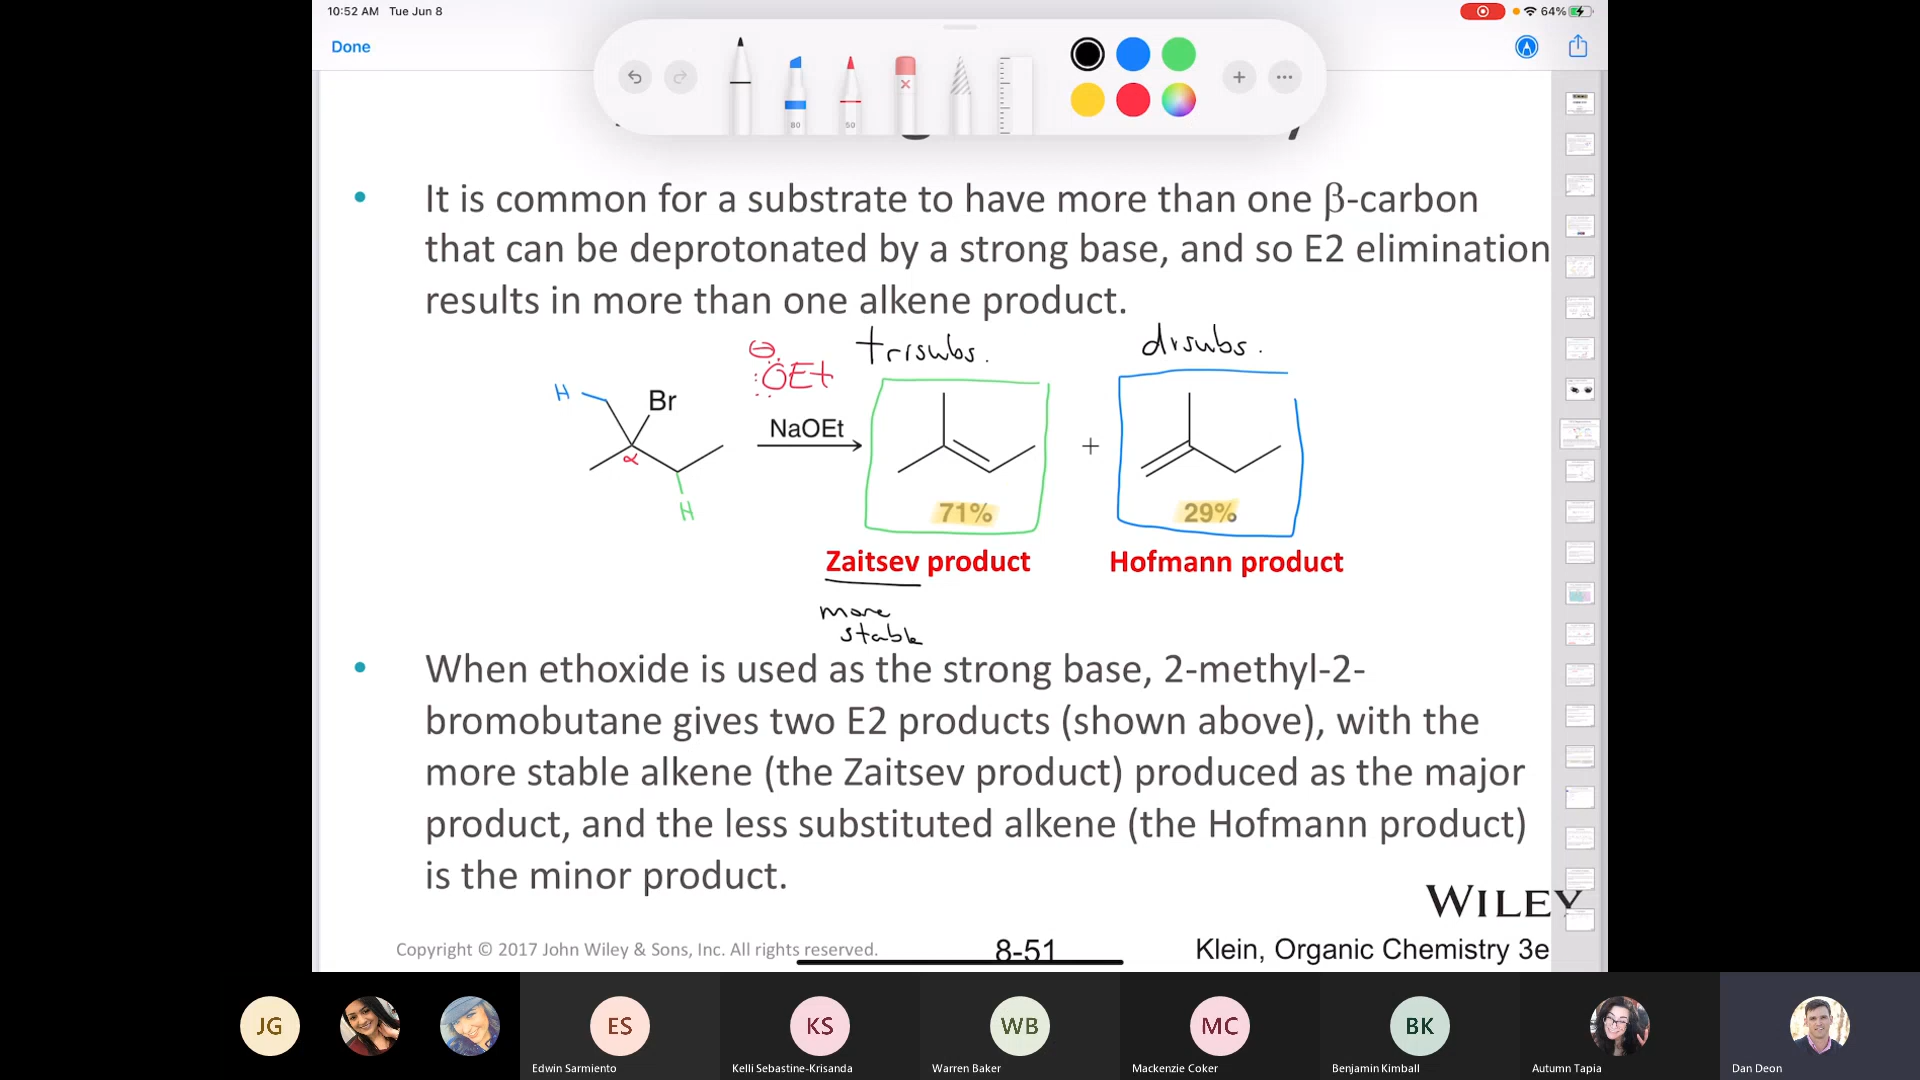 10:52 AM Tue Jun 8
64%
Done
80
50
• It is common for a substrate to have more than one β-carbon
that can be deprotonated by a strong base, and so E2 elimination
results in more than one alkene product.
trisubs.
disubs.
⊖
:OEt
H
Br
NaOEt
α
+
H
71%
29%
Zaitsev product
Hofmann product
more
stable
• When ethoxide is used as the strong base, 2-methyl-2-
bromobutane gives two E2 products (shown above), with the
more stable alkene (the Zaitsev product) produced as the major
product, and the less substituted alkene (the Hofmann product)
is the minor product.
WILEY
Copyright © 2017 John Wiley & Sons, Inc. All rights reserved.
8-51
Klein, Organic Chemistry 3e
JG
ES
KS
WB
MC
BK
Edwin Sarmiento
Kelli Sebastine-Krisanda
Warren Baker
Mackenzie Coker
Benjamin Kimball
Autumn Tapia
Dan Deon